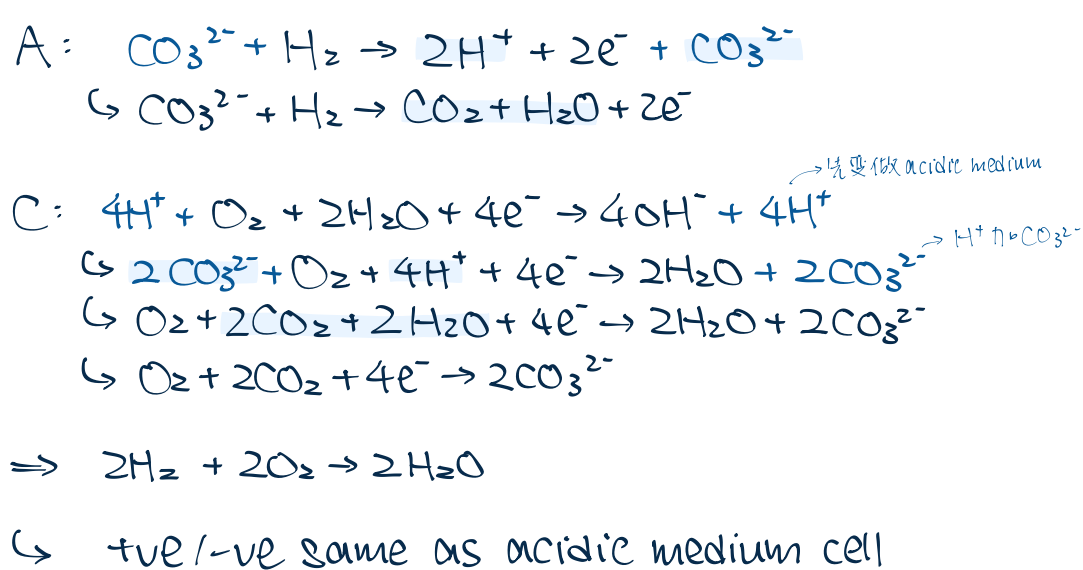 A: CO₃²⁻ + H₂ → 2H⁺ + 2e⁻ + CO₃²⁻
↳ CO₃²⁻ + H₂ → CO₂ + H₂O + 2e⁻
→ 先變做 acidic medium
C: 4H⁺ + O₂ + 2H₂O + 4e⁻ → 4OH⁻ + 4H⁺
→ H⁺ CO₃²⁻
↳ 2CO₃²⁻ + O₂ + 4H⁺ + 4e⁻ → 2H₂O + 2CO₃²⁻
↳ O₂ + 2CO₂ + 2H₂O + 4e⁻ → 2H₂O + 2CO₃²⁻
↳ O₂ + 2CO₂ + 4e⁻ → 2CO₃²⁻
⇒ 2H₂ + 2O₂ → 2H₂O
↳ +ve/-ve same as acidic medium cell